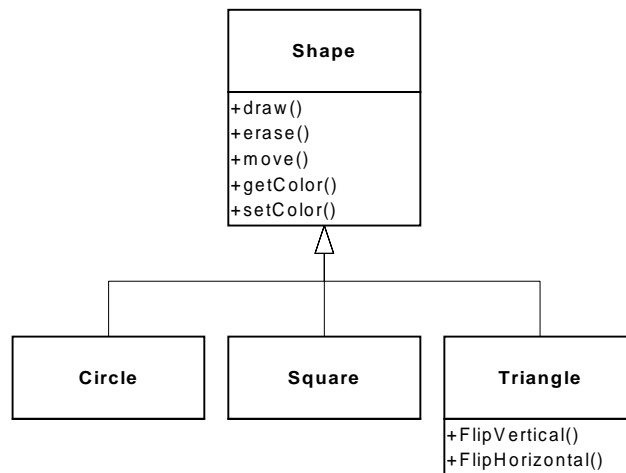 Shape
+draw()
+erase()
+move()
+getColor()
+setColor()
Circle
Square
Triangle
+FlipVertical()
+FlipHorizontal()